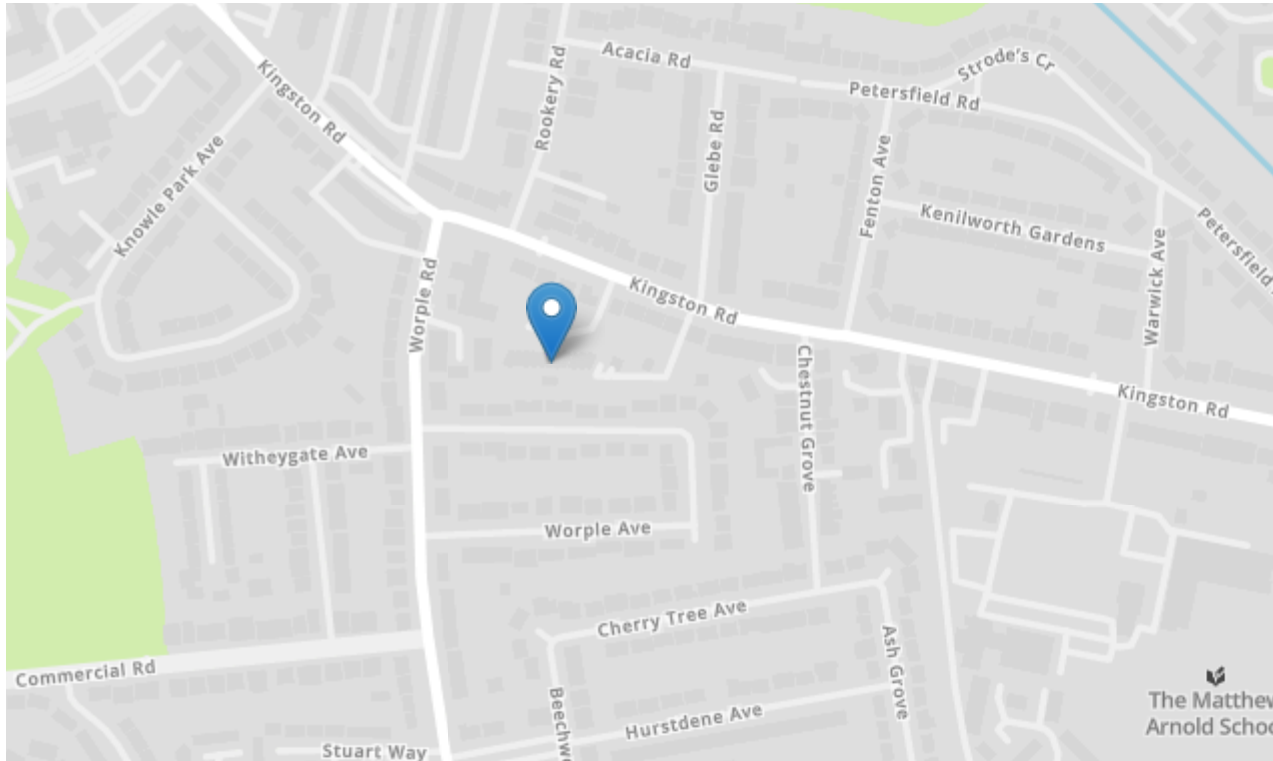 Acacia Rd
Strode's Cr
Kingston Rd
Rookery Rd
Petersfield Rd
Glebe Rd
Knowle Park Ave
Fenton Ave
Kenilworth Gardens
Petersfield
Warwick Ave
Worple Rd
Kingston Rd
Chestnut Grove
Kingston Rd
Witheygate Ave
Worple Ave
Cherry Tree Ave
Ash Grove
Commercial Rd
Beechw
Hurstdene Ave
The Matthew
Arnold Schoo
Stuart Way